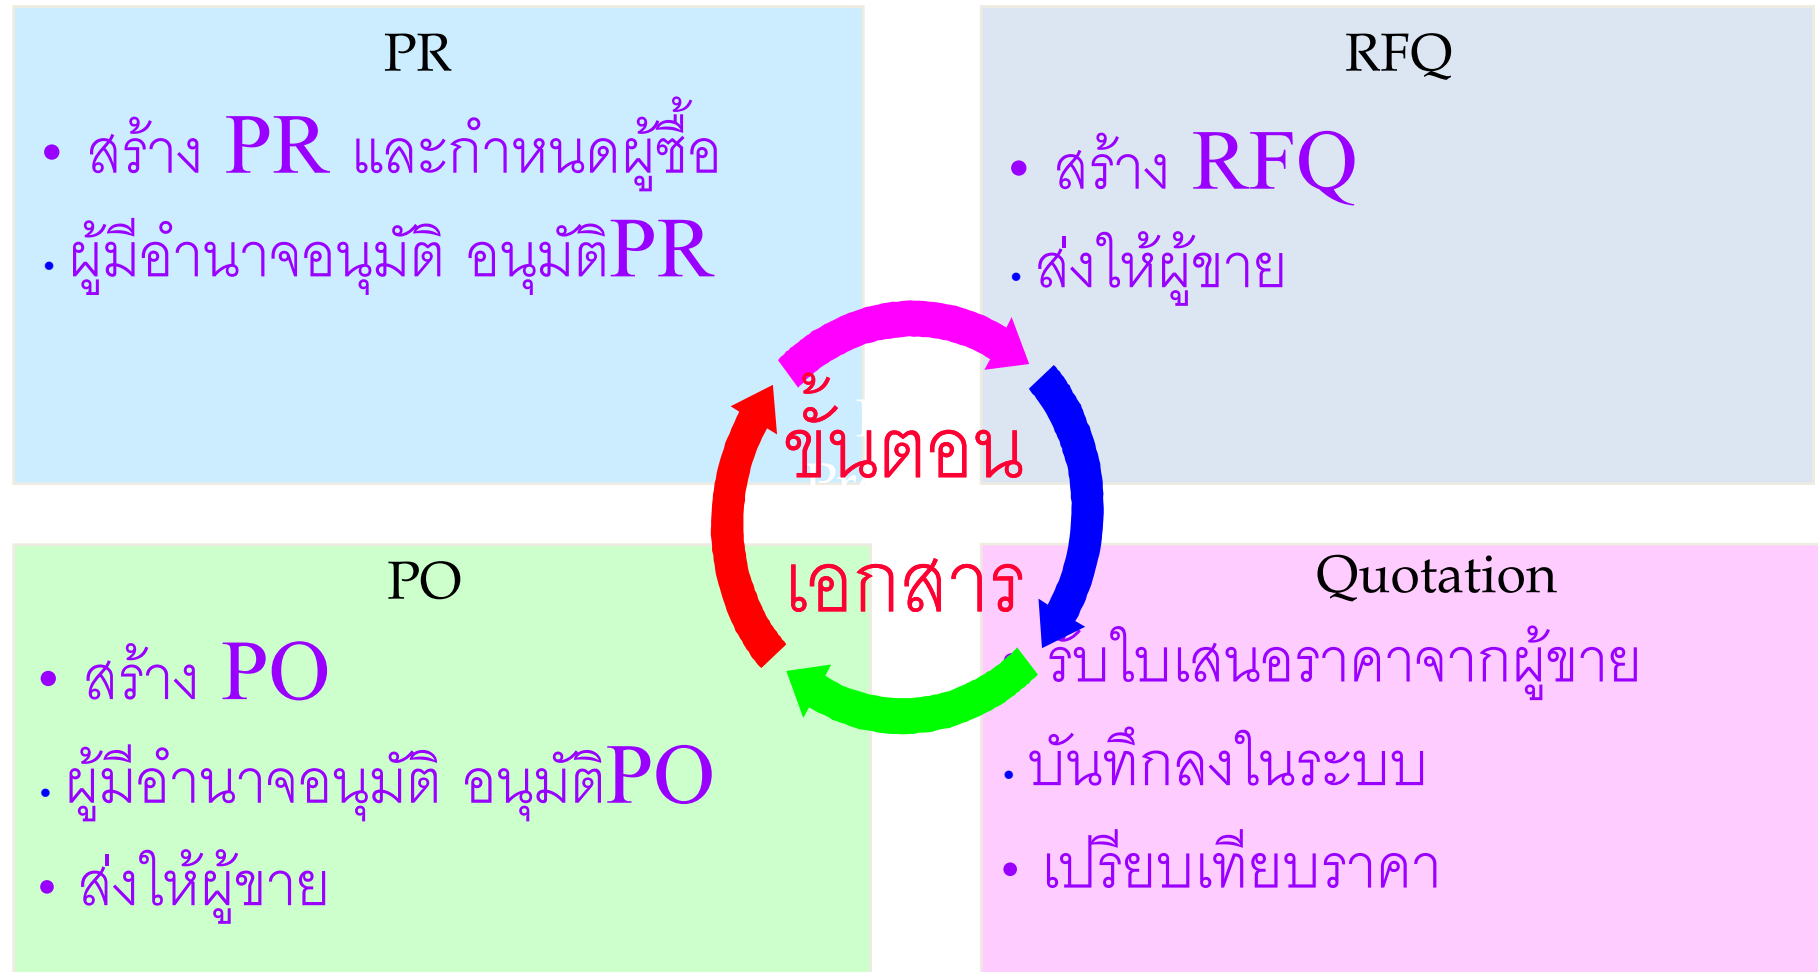 PR
• สร้าง PR และกำหนดผู้ซื้อ
• ผู้มีอำนาจอนุมัติ อนุมัติPR
RFQ
• สร้าง RFQ
• ส่งให้ผู้ขาย
ขั้นตอน
เอกสาร
PO
• สร้าง PO
• ผู้มีอำนาจอนุมัติ อนุมัติPO
• ส่งให้ผู้ขาย
Quotation
• รับใบเสนอราคาจากผู้ขาย
• บันทึกลงในระบบ
• เปรียบเทียบราคา